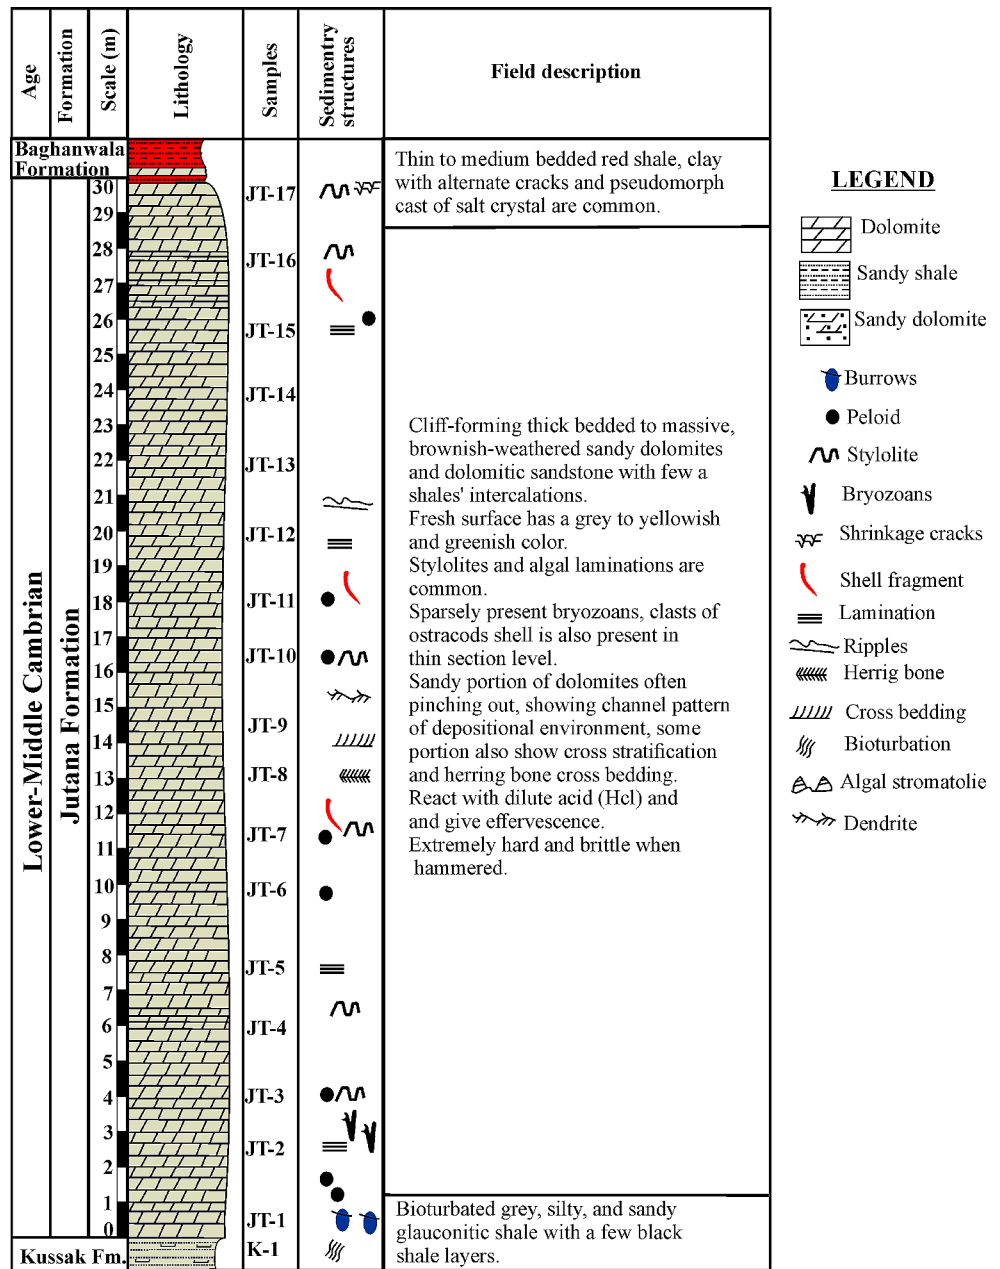 Age
Formation
Scale (m)
Lithology
Samples
Sedimentry
structures
Field description
Baghanwala
Formation
Lower-Middle Cambrian
Jutana Formation
Kussak Fm.
30
29
28
27
26
25
24
23
22
21
20
19
18
17
16
15
14
13
12
11
10
9
8
7
6
5
4
3
2
1
0
JT-17
JT-16
JT-15
JT-14
JT-13
JT-12
JT-11
JT-10
JT-9
JT-8
JT-7
JT-6
JT-5
JT-4
JT-3
JT-2
JT-1
K-1
Thin to medium bedded red shale, clay
with alternate cracks and pseudomorph
cast of salt crystal are common.
Cliff-forming thick bedded to massive,
brownish-weathered sandy dolomites
and dolomitic sandstone with few a
shales' intercalations.
Fresh surface has a grey to yellowish
and greenish color.
Stylolites and algal laminations are
common.
Sparsely present bryozoans, clasts of
ostracods shell is also present in
thin section level.
Sandy portion of dolomites often
pinching out, showing channel pattern
of depositional environment, some
portion also show cross stratification
and herring bone cross bedding.
React with dilute acid (Hcl) and
and give effervescence.
Extremely hard and brittle when
hammered.
Bioturbated grey, silty, and sandy
glauconitic shale with a few black
shale layers.
LEGEND
Dolomite
Sandy shale
Sandy dolomite
Burrows
Peloid
Stylolite
Bryozoans
Shrinkage cracks
Shell fragment
Lamination
Ripples
Herrig bone
Cross bedding
Bioturbation
Algal stromatolie
Dendrite